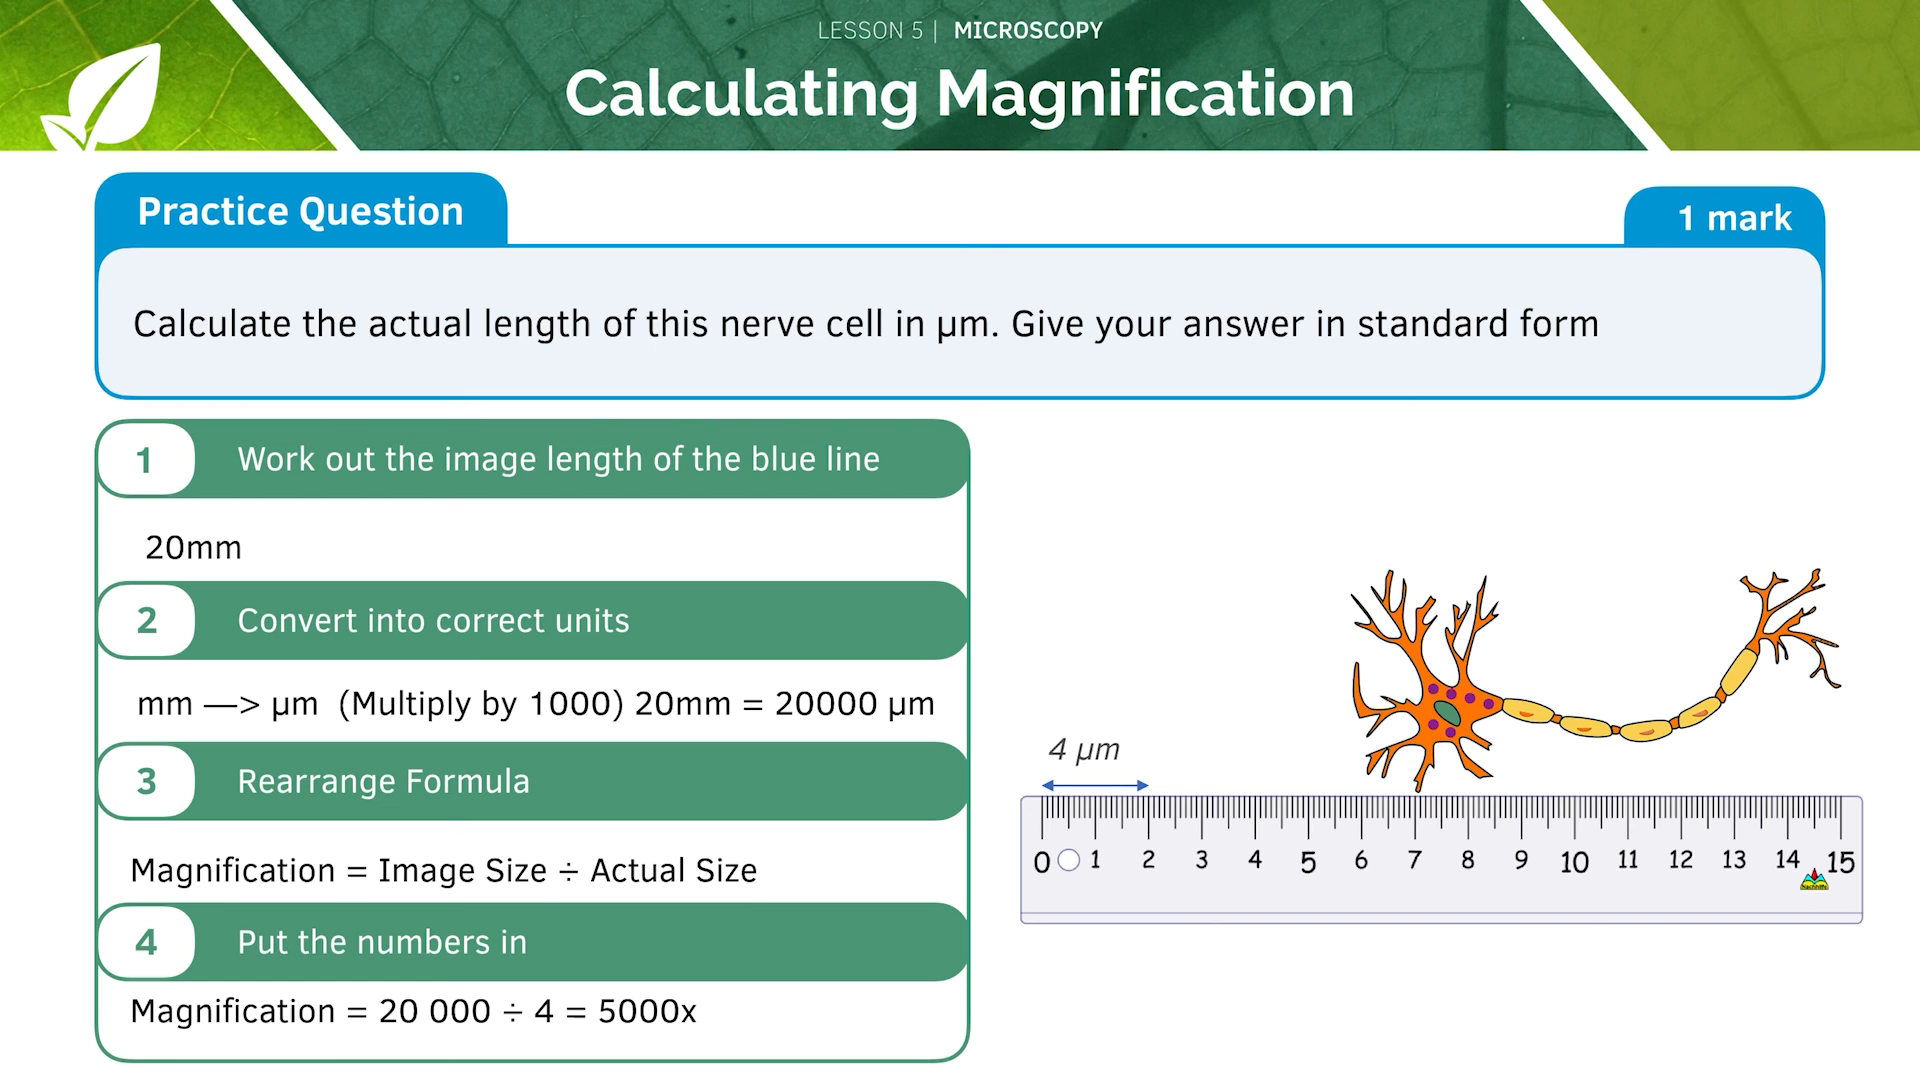 LESSON 5 | MICROSCOPY
Calculating Magnification
Practice Question
1 mark
Calculate the actual length of this nerve cell in µm. Give your answer in standard form
1 Work out the image length of the blue line
20mm
2 Convert into correct units
mm —> µm (Multiply by 1000) 20mm = 20000 µm
3 Rearrange Formula
Magnification = Image Size ÷ Actual Size
4 Put the numbers in
Magnification = 20 000 ÷ 4 = 5000x
4 µm
0 1 2 3 4 5 6 7 8 9 10 11 12 13 14 15